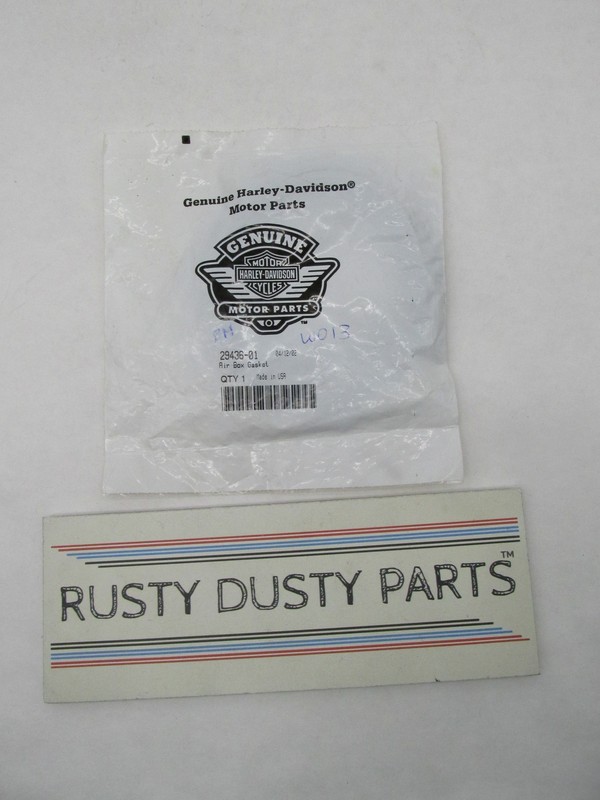 Genuine Harley-Davidson®
Motor Parts
GENUINE
MOTOR
HARLEY-DAVIDSON
CYCLES
MOTOR PARTS
™
W013
29436-01
Air Box Gasket
QTY 1 Made in USA
RUSTY DUSTY PARTS™